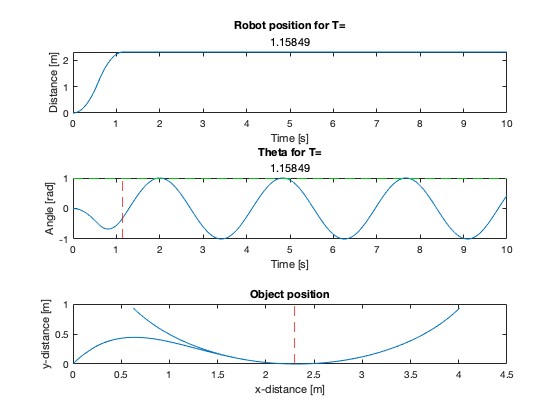 Robot position for T=
1.15849
2
1
0
Distance [m]
0 1 2 3 4 5 6 7 8 9 10
Time [s]
Theta for T=
1.15849
1
0
-1
Angle [rad]
0 1 2 3 4 5 6 7 8 9 10
Time [s]
Object position
1
0.5
0
y-distance [m]
0 0.5 1 1.5 2 2.5 3 3.5 4 4.5
x-distance [m]